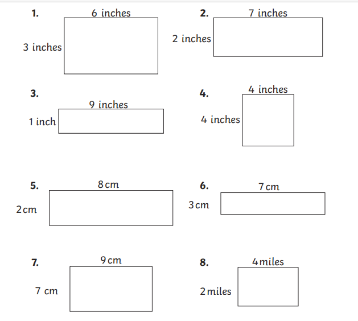 1. 6 inches
3 inches
2. 7 inches
2 inches
3. 9 inches
1 inch
4. 4 inches
4 inches
5. 8cm
2cm
6. 7cm
3cm
7. 9cm
7 cm
8. 4miles
2miles